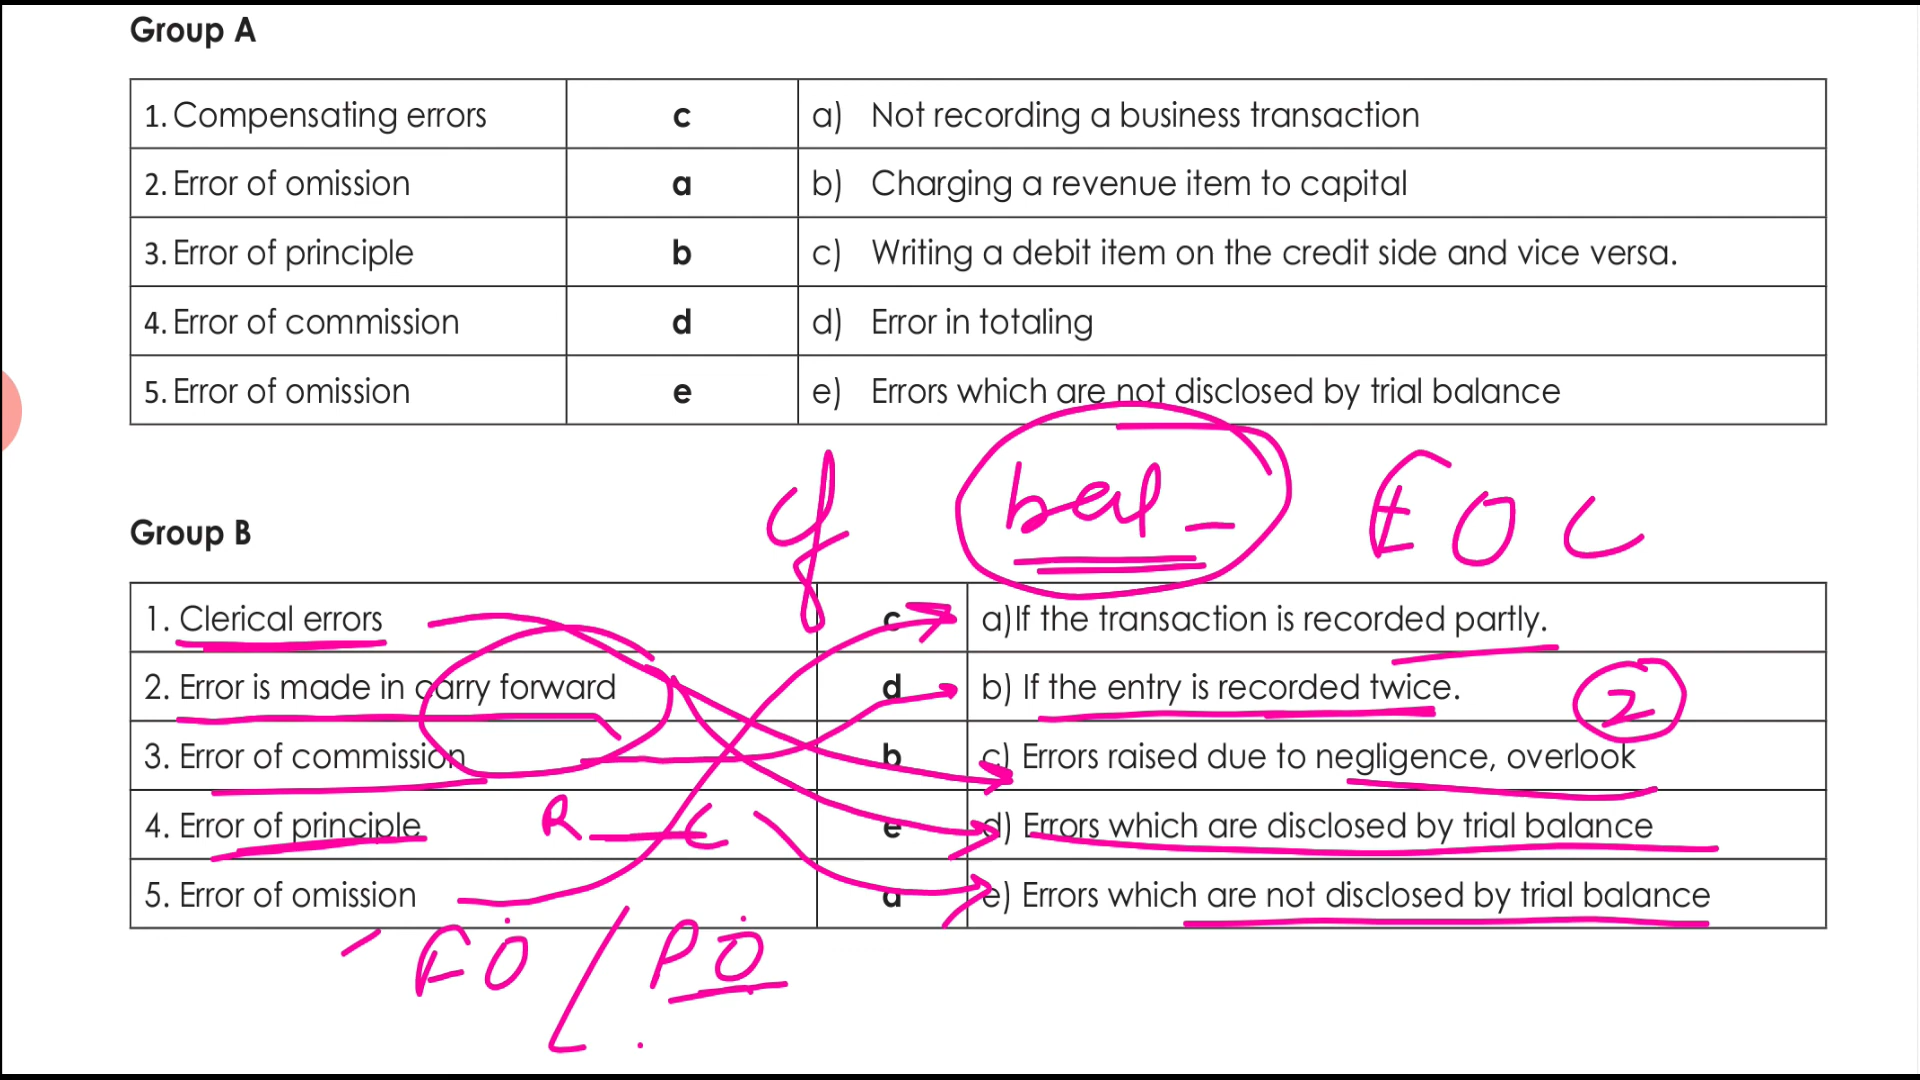 Group A
1. Compensating errors c a) Not recording a business transaction
2. Error of omission a b) Charging a revenue item to capital
3. Error of principle b c) Writing a debit item on the credit side and vice versa.
4. Error of commission d d) Error in totaling
5. Error of omission e e) Errors which are not disclosed by trial balance
bal_ EOC
Group B
1. Clerical errors c a)If the transaction is recorded partly.
2. Error is made in carry forward d b) If the entry is recorded twice. 2
3. Error of commission b c) Errors raised due to negligence, overlook
4. Error of principle R C e d) Errors which are disclosed by trial balance
5. Error of omission a e) Errors which are not disclosed by trial balance
PO